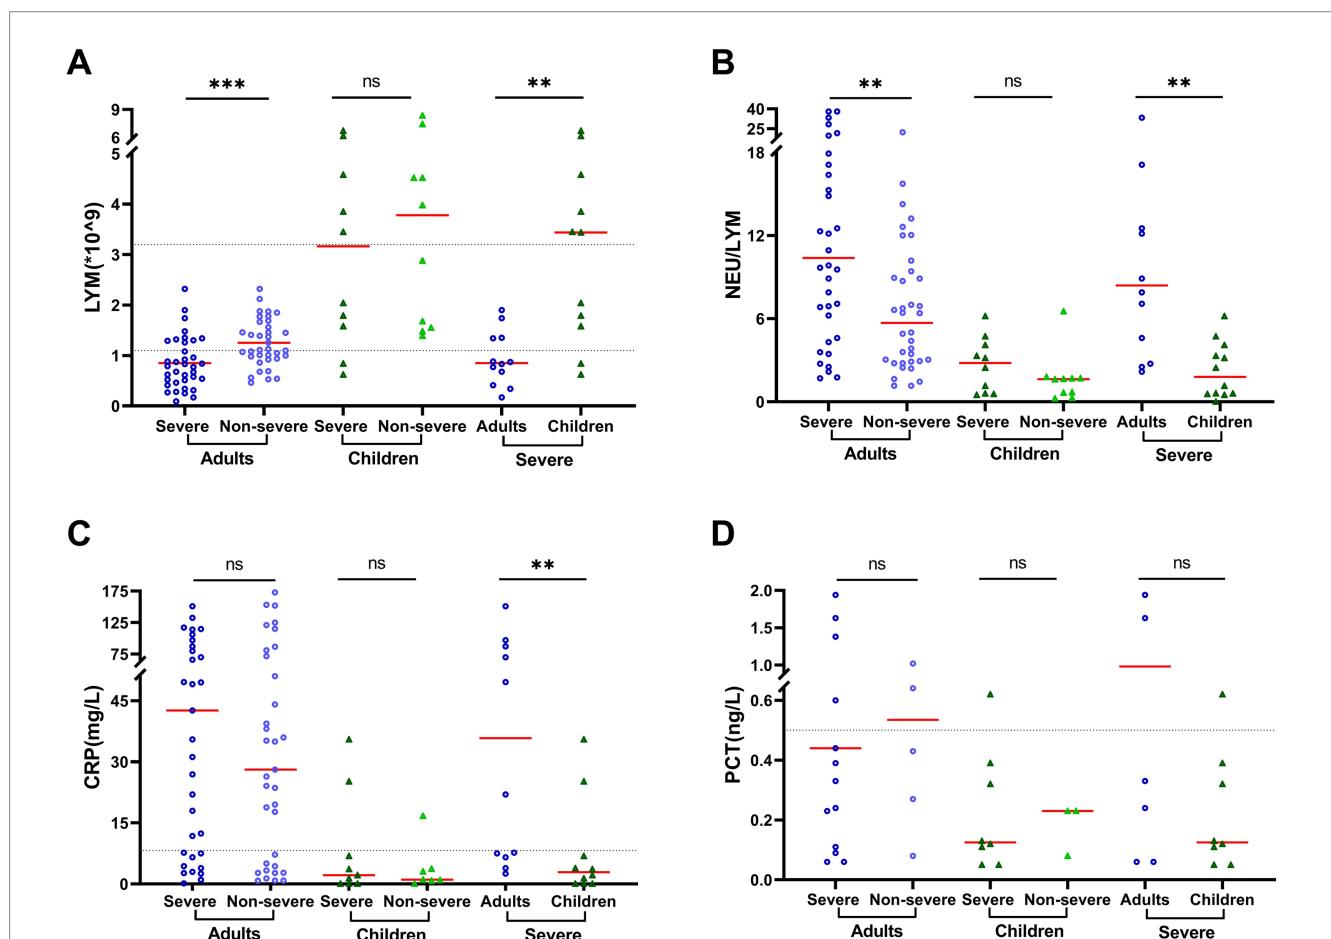 A
*** ns **
LYM(*10^9)
9
6
5
4
3
2
1
0
Severe Non-severe Severe Non-severe Adults Children
Adults Children Severe
B
** ns **
NEU/LYM
40
25
18
12
6
0
Severe Non-severe Severe Non-severe Adults Children
Adults Children Severe
C
ns ns **
CRP(mg/L)
175
125
75
45
30
15
0
Severe Non-severe Severe Non-severe Adults Children
Adults Children Severe
D
ns ns ns
PCT(ng/L)
2.0
1.5
1.0
0.6
0.4
0.2
0.0
Severe Non-severe Severe Non-severe Adults Children
Adults Children Severe